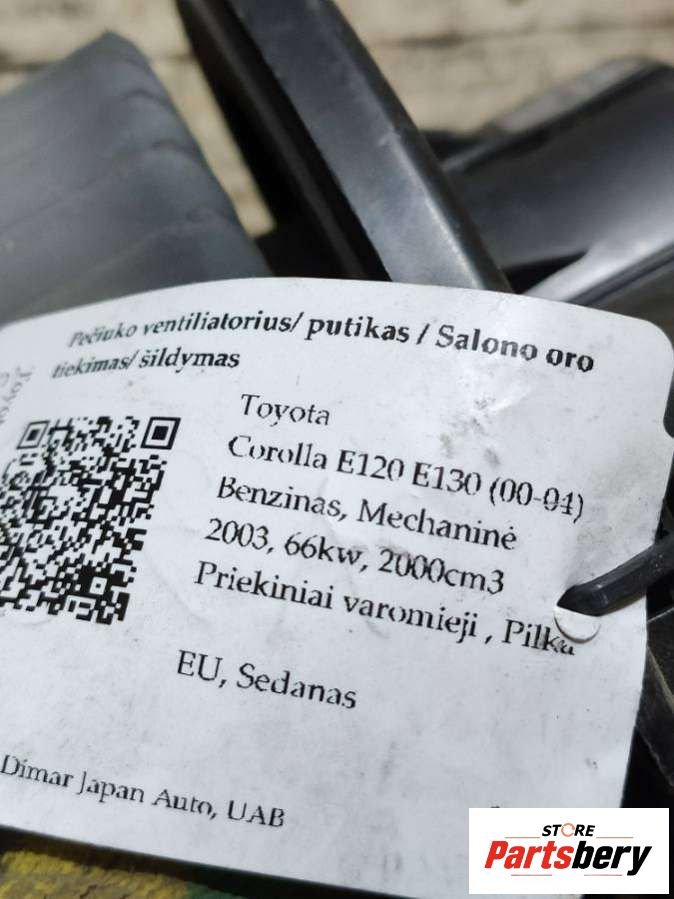 Pečiuko ventiliatorius/ putikas / Salono oro
tiekimas/ šildymas
Toyota
Corolla E120 E130 (00-04)
Benzinas, Mechaninė
2003, 66kw, 2000cm3
Priekiniai varomieji , Pilka
EU, Sedanas
Dimar Japan Auto, UAB
STORE
Partsbery